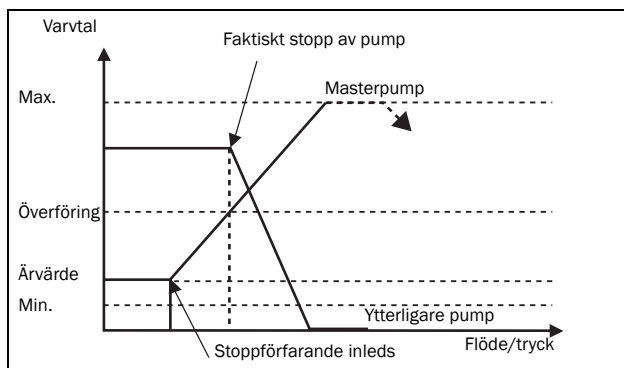 Varvtal
Faktiskt stopp av pump
Max.
Masterpump
Överföring
Ärvärde
Min.
Ytterligare pump
Flöde/tryck
Stoppförfarande inleds